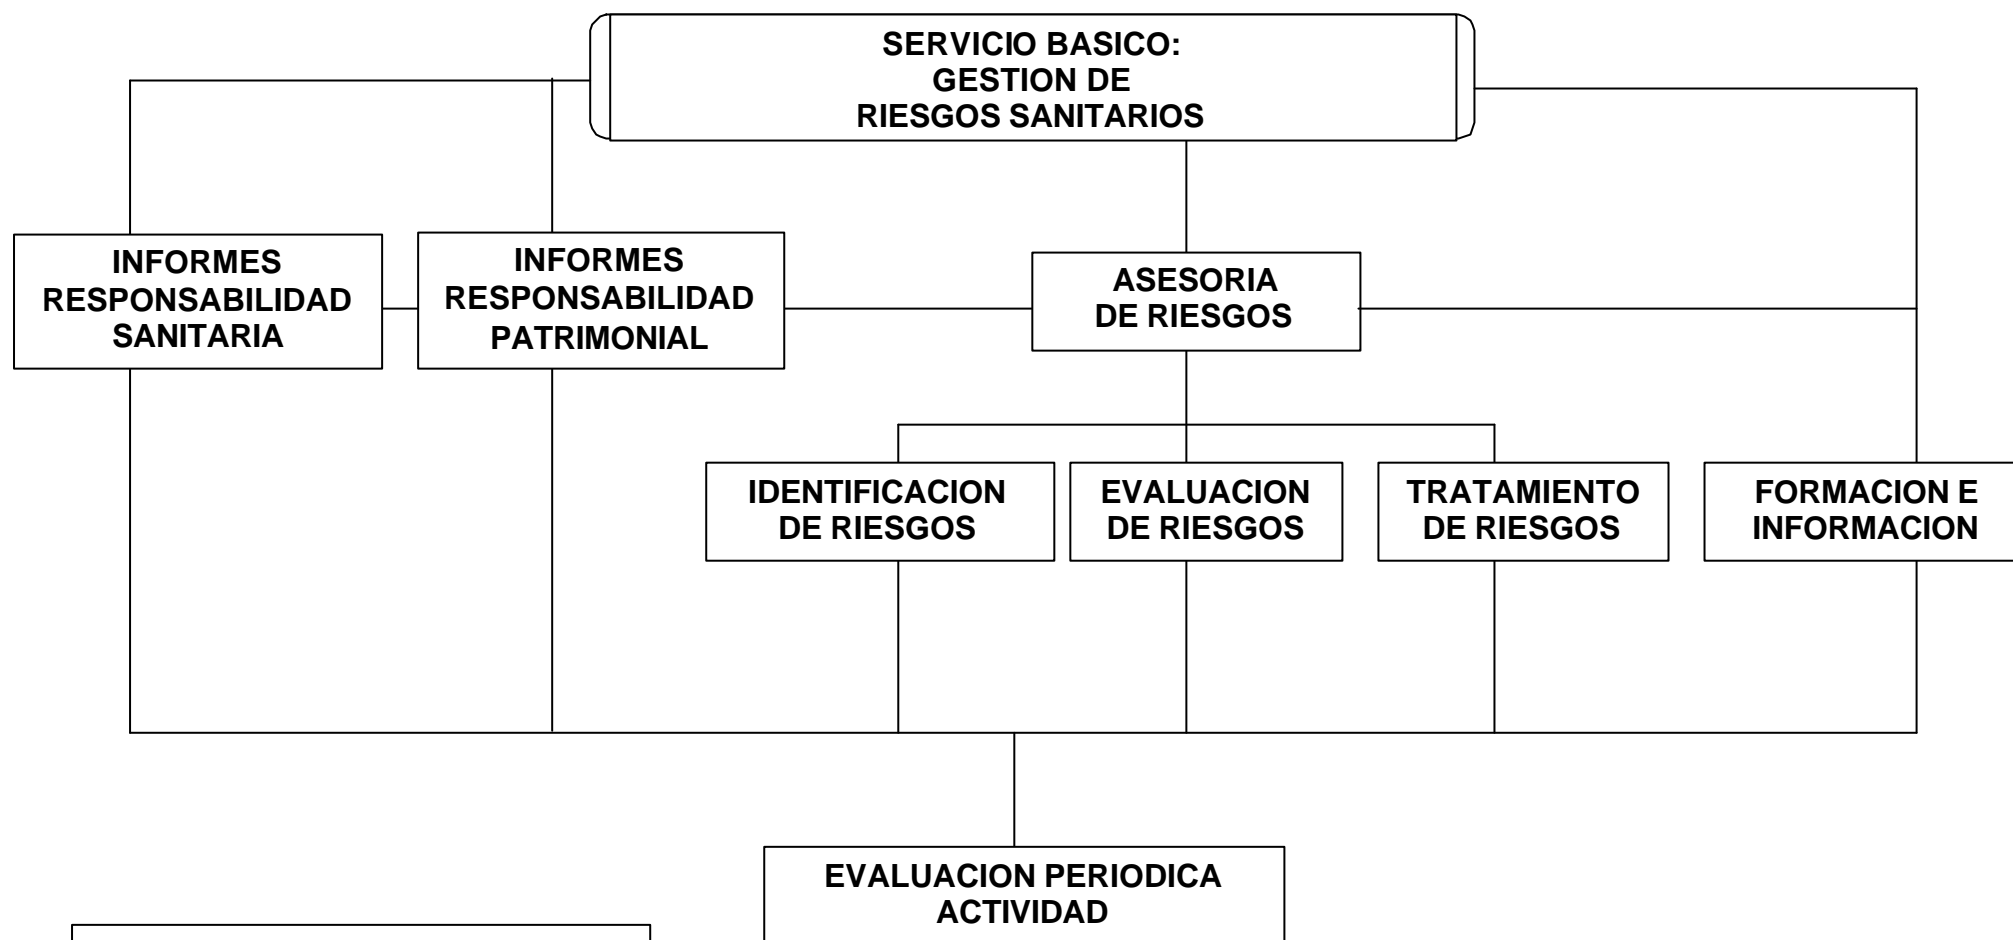 SERVICIO BASICO:
GESTION DE
RIESGOS SANITARIOS
INFORMES
RESPONSABILIDAD
SANITARIA
INFORMES
RESPONSABILIDAD
PATRIMONIAL
ASESORIA
DE RIESGOS
IDENTIFICACION
DE RIESGOS
EVALUACION
DE RIESGOS
TRATAMIENTO
DE RIESGOS
FORMACION E
INFORMACION
EVALUACION PERIODICA
ACTIVIDAD